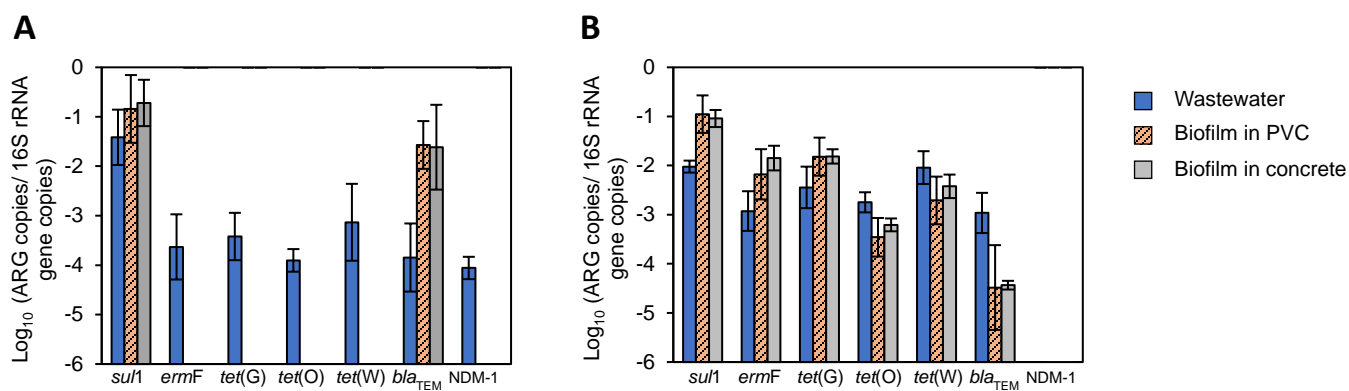 A
Log₁₀ (ARG copies/ 16S rRNA
gene copies)
0
-1
-2
-3
-4
-5
-6
sul1 ermF tet(G) tet(O) tet(W) bla_TEM NDM-1
B
Log₁₀ (ARG copies/ 16S rRNA
gene copies)
0
-1
-2
-3
-4
-5
-6
sul1 ermF tet(G) tet(O) tet(W) bla_TEM NDM-1
Wastewater
Biofilm in PVC
Biofilm in concrete